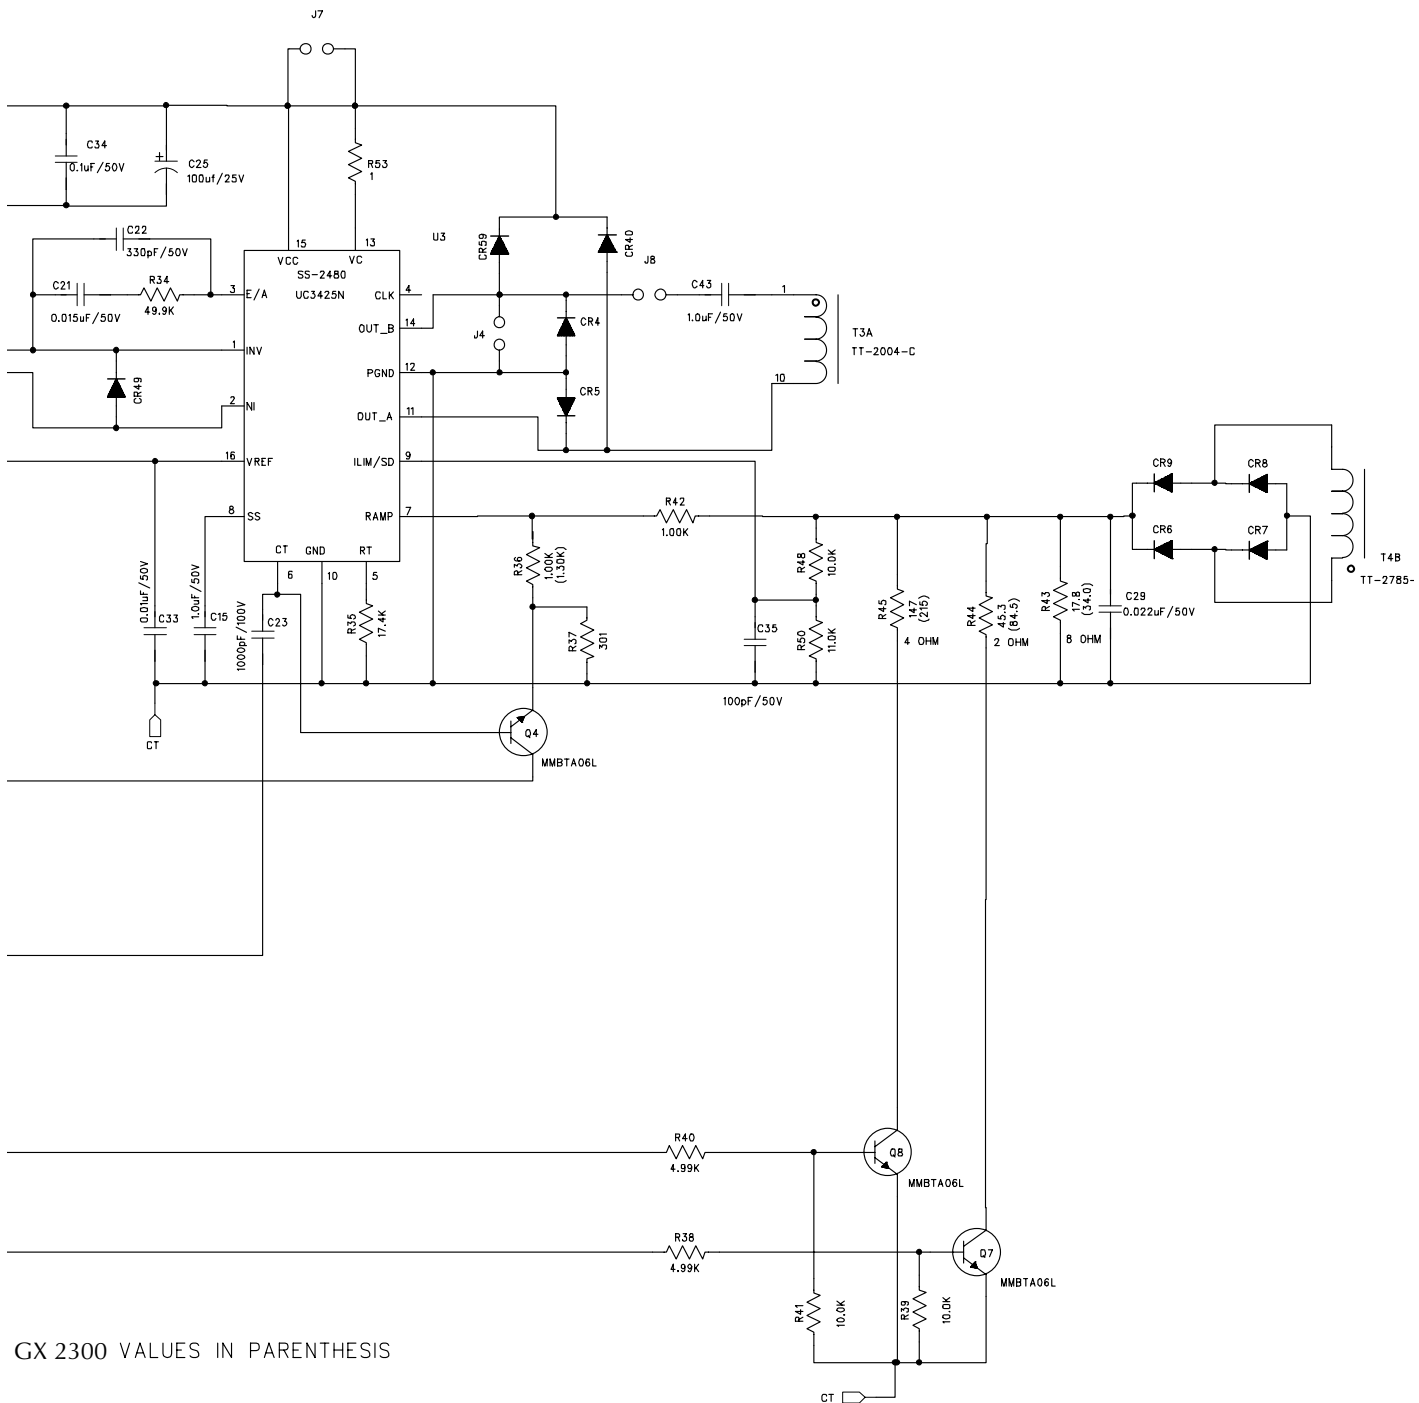 J7
C34
0.1uF/50V
+
C25
100uf/25V
R53
1
C22
330pF/50V
C21
0.015uF/50V
R34
49.9K
U3
15
13
VCC
VC
SS-2480
UC3425N
3
E/A
CLK
4
OUT_B
14
1
INV
PGND
12
2
NI
OUT_A
11
16
VREF
ILIM/SD
9
8
SS
RAMP
7
CT
GND
RT
6
10
5
CR49
CR59
CR40
J8
J4
CR4
CR5
C43
1.0uF/50V
1
10
T3A
TT-2004-C
R42
1.00K
CR9
CR8
CR6
CR7
T4B
TT-2785-
0.01uF/50V
C33
1.0uF/50V
C15
1000pF/100V
C23
R35
17.4K
R36
1.00K
(1.30K)
R37
301
C35
100pF/50V
R48
10.0K
R50
11.0K
R45
147
(215)
4 OHM
R44
45.3
(84.5)
2 OHM
R43
17.8
(34.0)
8 OHM
C29
0.022uF/50V
CT
Q4
MMBTA06L
R40
4.99K
Q8
MMBTA06L
R38
4.99K
Q7
MMBTA06L
R41
10.0K
R39
10.0K
GX 2300 VALUES IN PARENTHESIS
CT